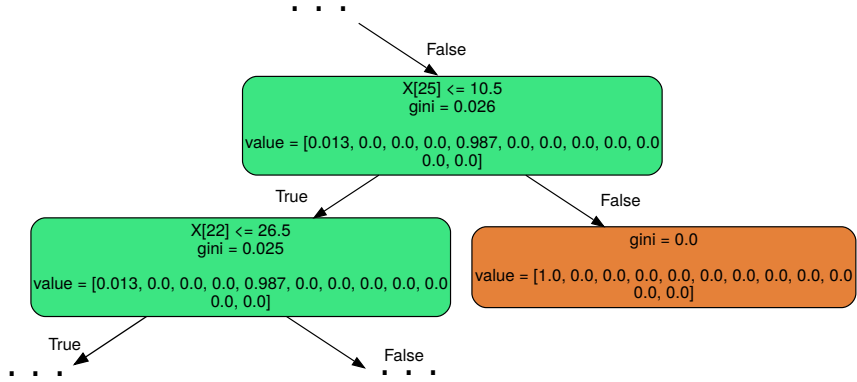 . . .
False
X[25] <= 10.5
gini = 0.026
value = [0.013, 0.0, 0.0, 0.0, 0.987, 0.0, 0.0, 0.0, 0.0, 0.0
0.0, 0.0]
True
False
X[22] <= 26.5
gini = 0.025
value = [0.013, 0.0, 0.0, 0.0, 0.987, 0.0, 0.0, 0.0, 0.0, 0.0
0.0, 0.0]
gini = 0.0
value = [1.0, 0.0, 0.0, 0.0, 0.0, 0.0, 0.0, 0.0, 0.0, 0.0
0.0, 0.0]
True
False
. . .
. . .